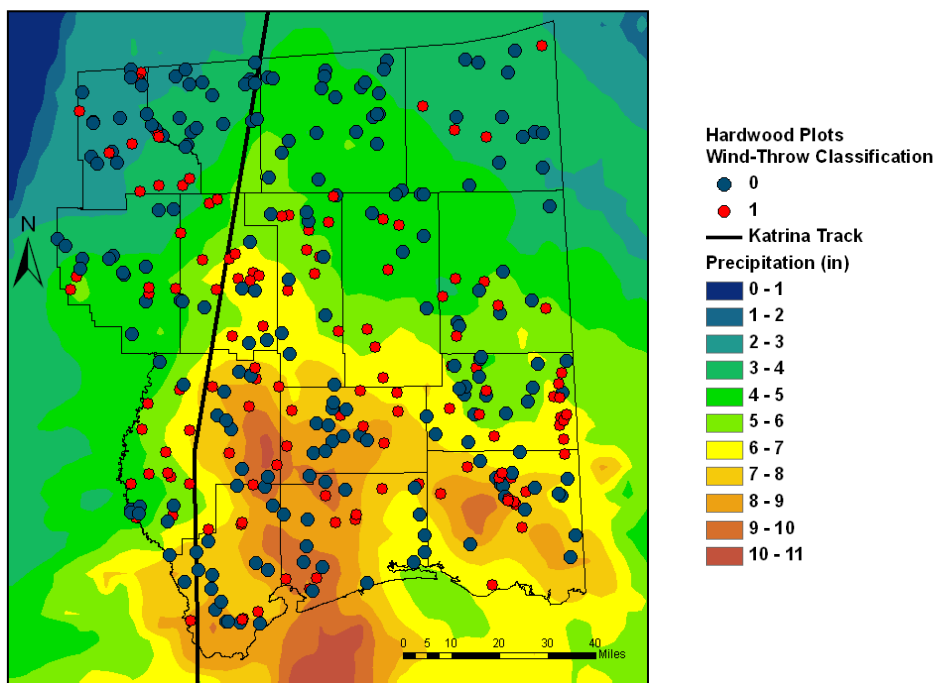 N
Hardwood Plots
Wind-Throw Classification
0
1
Katrina Track
Precipitation (in)
0 - 1
1 - 2
2 - 3
3 - 4
4 - 5
5 - 6
6 - 7
7 - 8
8 - 9
9 - 10
10 - 11
0 5 10 20 30 40
Miles